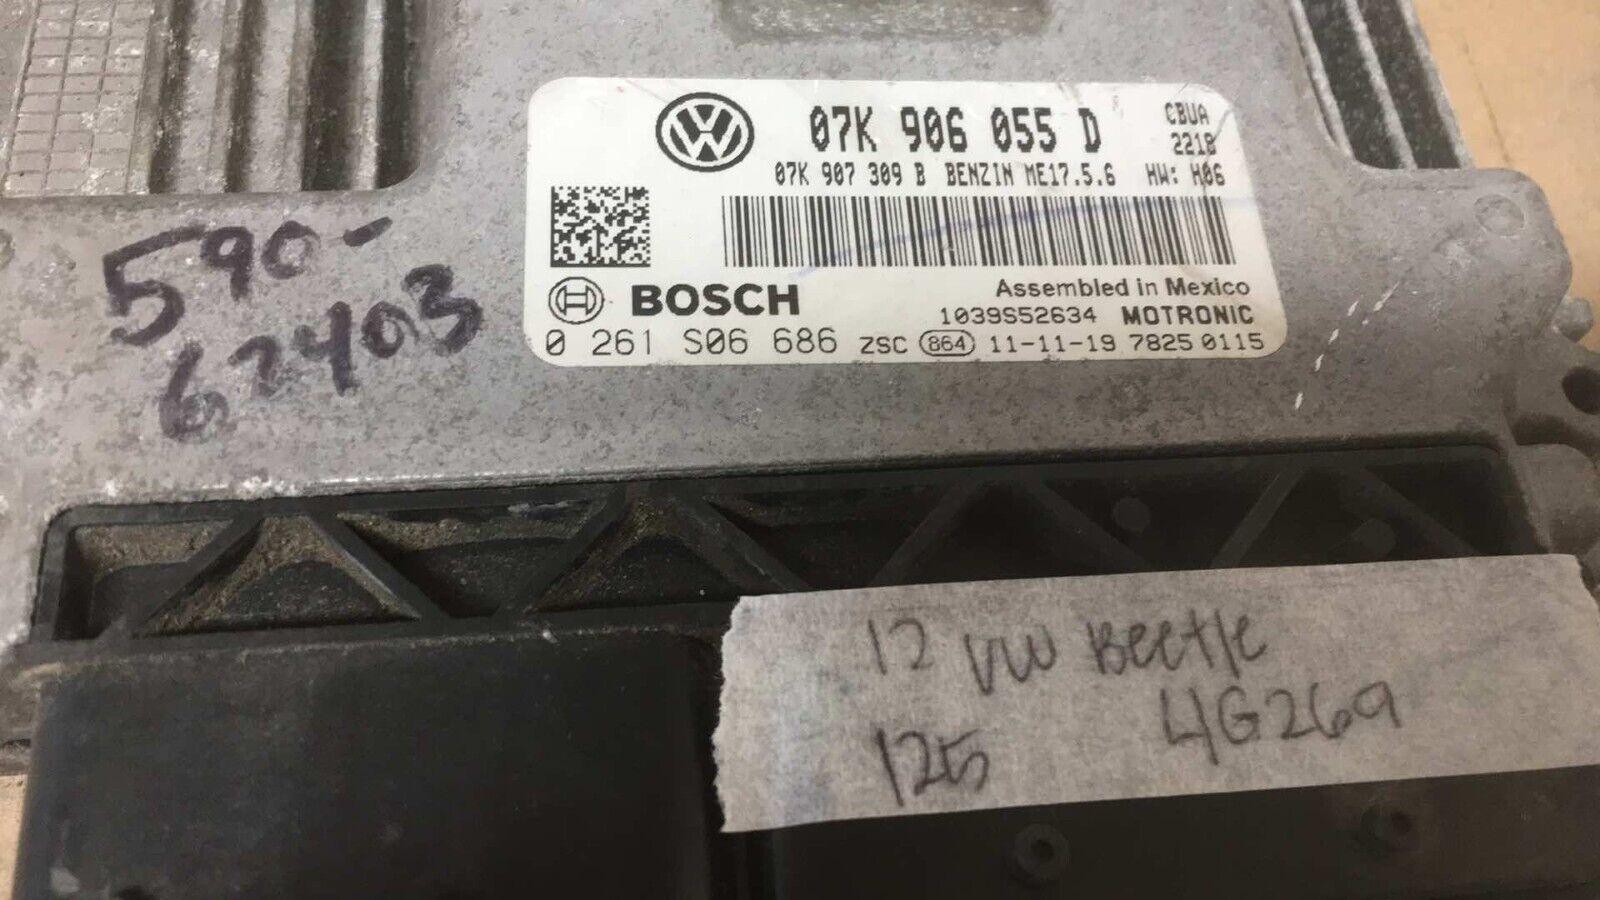 07K 906 055 D CBUA
2218
07K 907 309 B BENZIN ME17.5.6 HW: H06
BOSCH
Assembled in Mexico
1039S52634 MOTRONIC
0 261 S06 686 ZSC 864 11-11-19 7825 0115
590-
62403
12 VW Beetle
125 4G269